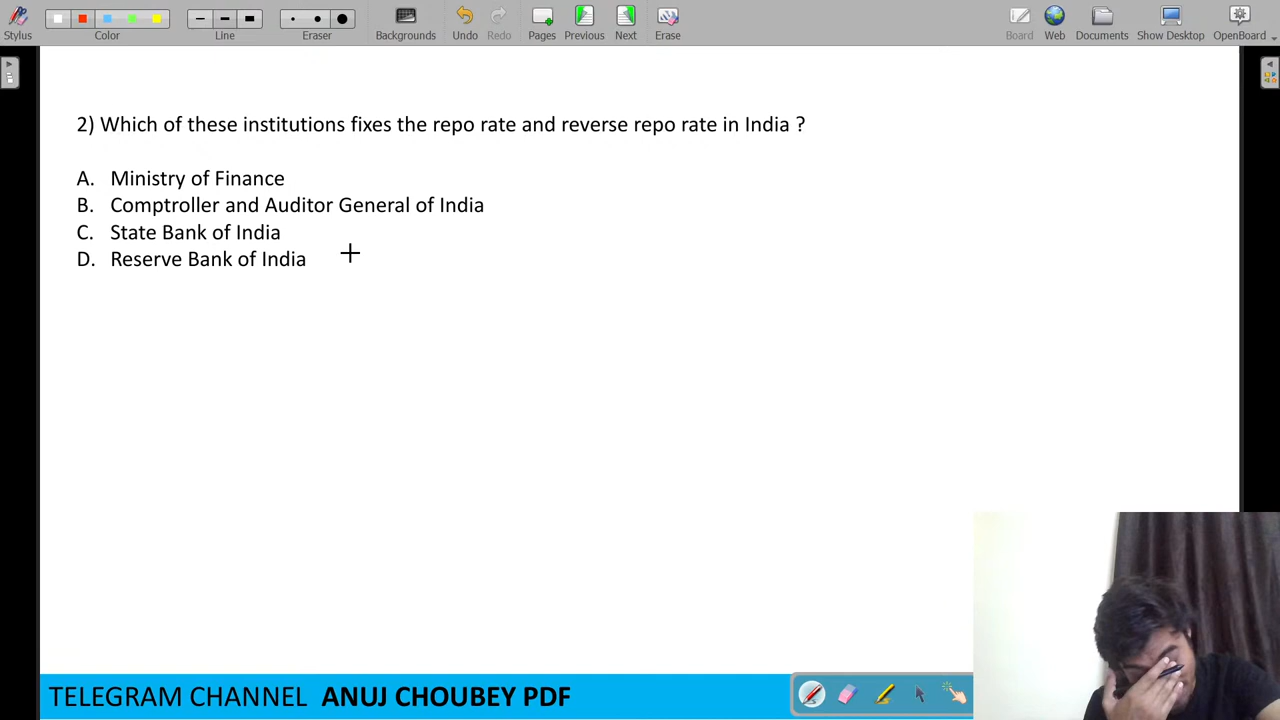 Stylus
Color
Line
Eraser
Backgrounds
Undo
Redo
Pages
Previous
Next
Erase
Board
Web
Documents
Show Desktop
OpenBoard
2) Which of these institutions fixes the repo rate and reverse repo rate in India ?
A. Ministry of Finance
B. Comptroller and Auditor General of India
C. State Bank of India
D. Reserve Bank of India
TELEGRAM CHANNEL ANUJ CHOUBEY PDF